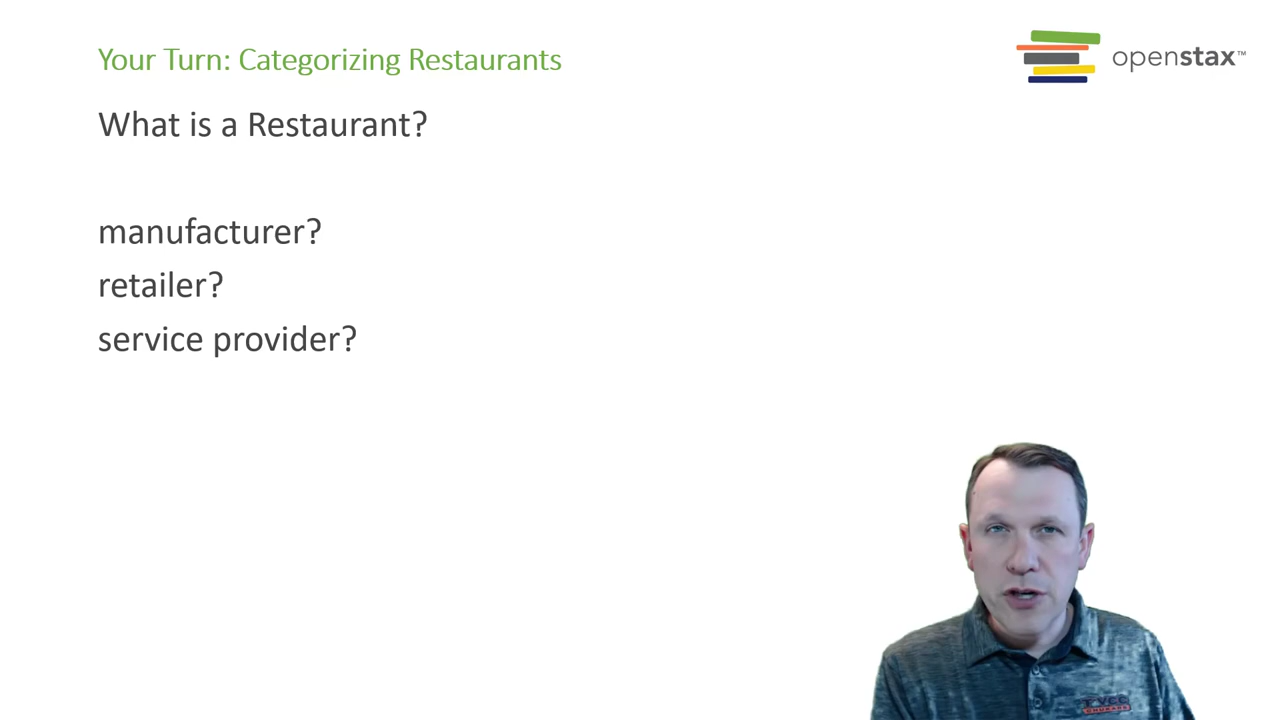 Your Turn: Categorizing Restaurants
openstax™
What is a Restaurant?
manufacturer?
retailer?
service provider?